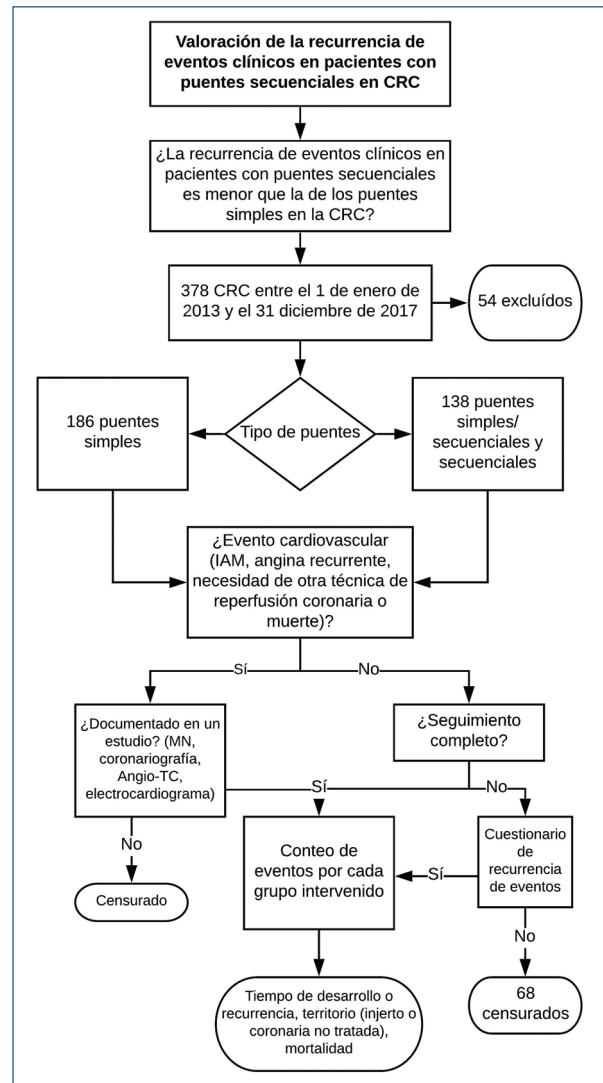 Valoración de la recurrencia de
eventos clínicos en pacientes con
puentes secuenciales en CRC
¿La recurrencia de eventos clínicos en
pacientes con puentes secuenciales
es menor que la de los puentes
simples en la CRC?
378 CRC entre el 1 de enero de
2013 y el 31 diciembre de 2017
54 excluídos
186 puentes
simples
Tipo de puentes
138 puentes
simples/
secuenciales y
secuenciales
¿Evento cardiovascular
(IAM, angina recurrente,
necesidad de otra técnica de
reperfusión coronaria o
muerte)?
Sí
No
¿Documentado en un
estudio? (MN,
coronariografía,
Angio-TC,
electrocardiograma)
¿Seguimiento
completo?
Sí
No
No
Censurado
Conteo de
eventos por cada
grupo intervenido
Sí
Cuestionario
de
recurrencia
de eventos
No
Tiempo de desarrollo o
recurrencia, territorio (injerto o
coronaria no tratada),
mortalidad
68
censurados